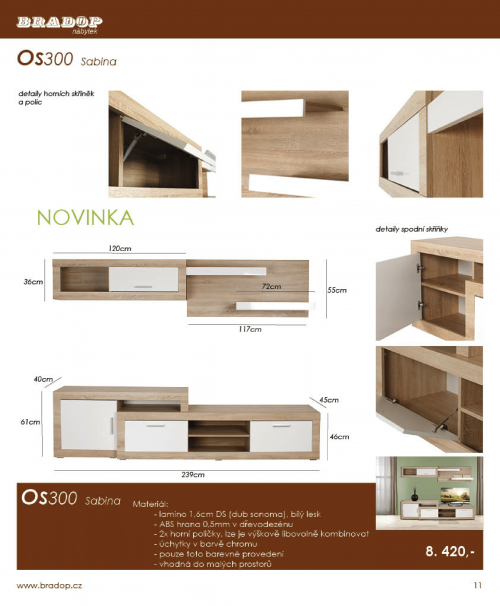 BRADOP
nábytek
Os300 Sabina
detaily horních skříněk
a polic
NOVINKA
detaily spodní skříňky
120cm
36cm
72cm
55cm
117cm
40cm
45cm
61cm
46cm
239cm
Os300 Sabina
Materiál:
- lamino 1,6cm DS (dub sonoma), bílý lesk
- ABS hrana 0,5mm v dřevodezénu
- 2x horní poličky, lze je výškově libovolně kombinovat
- úchytky v barvě chromu
- pouze toto barevné provedení
- vhodná do malých prostorů
8. 420,-
www.bradop.cz
11